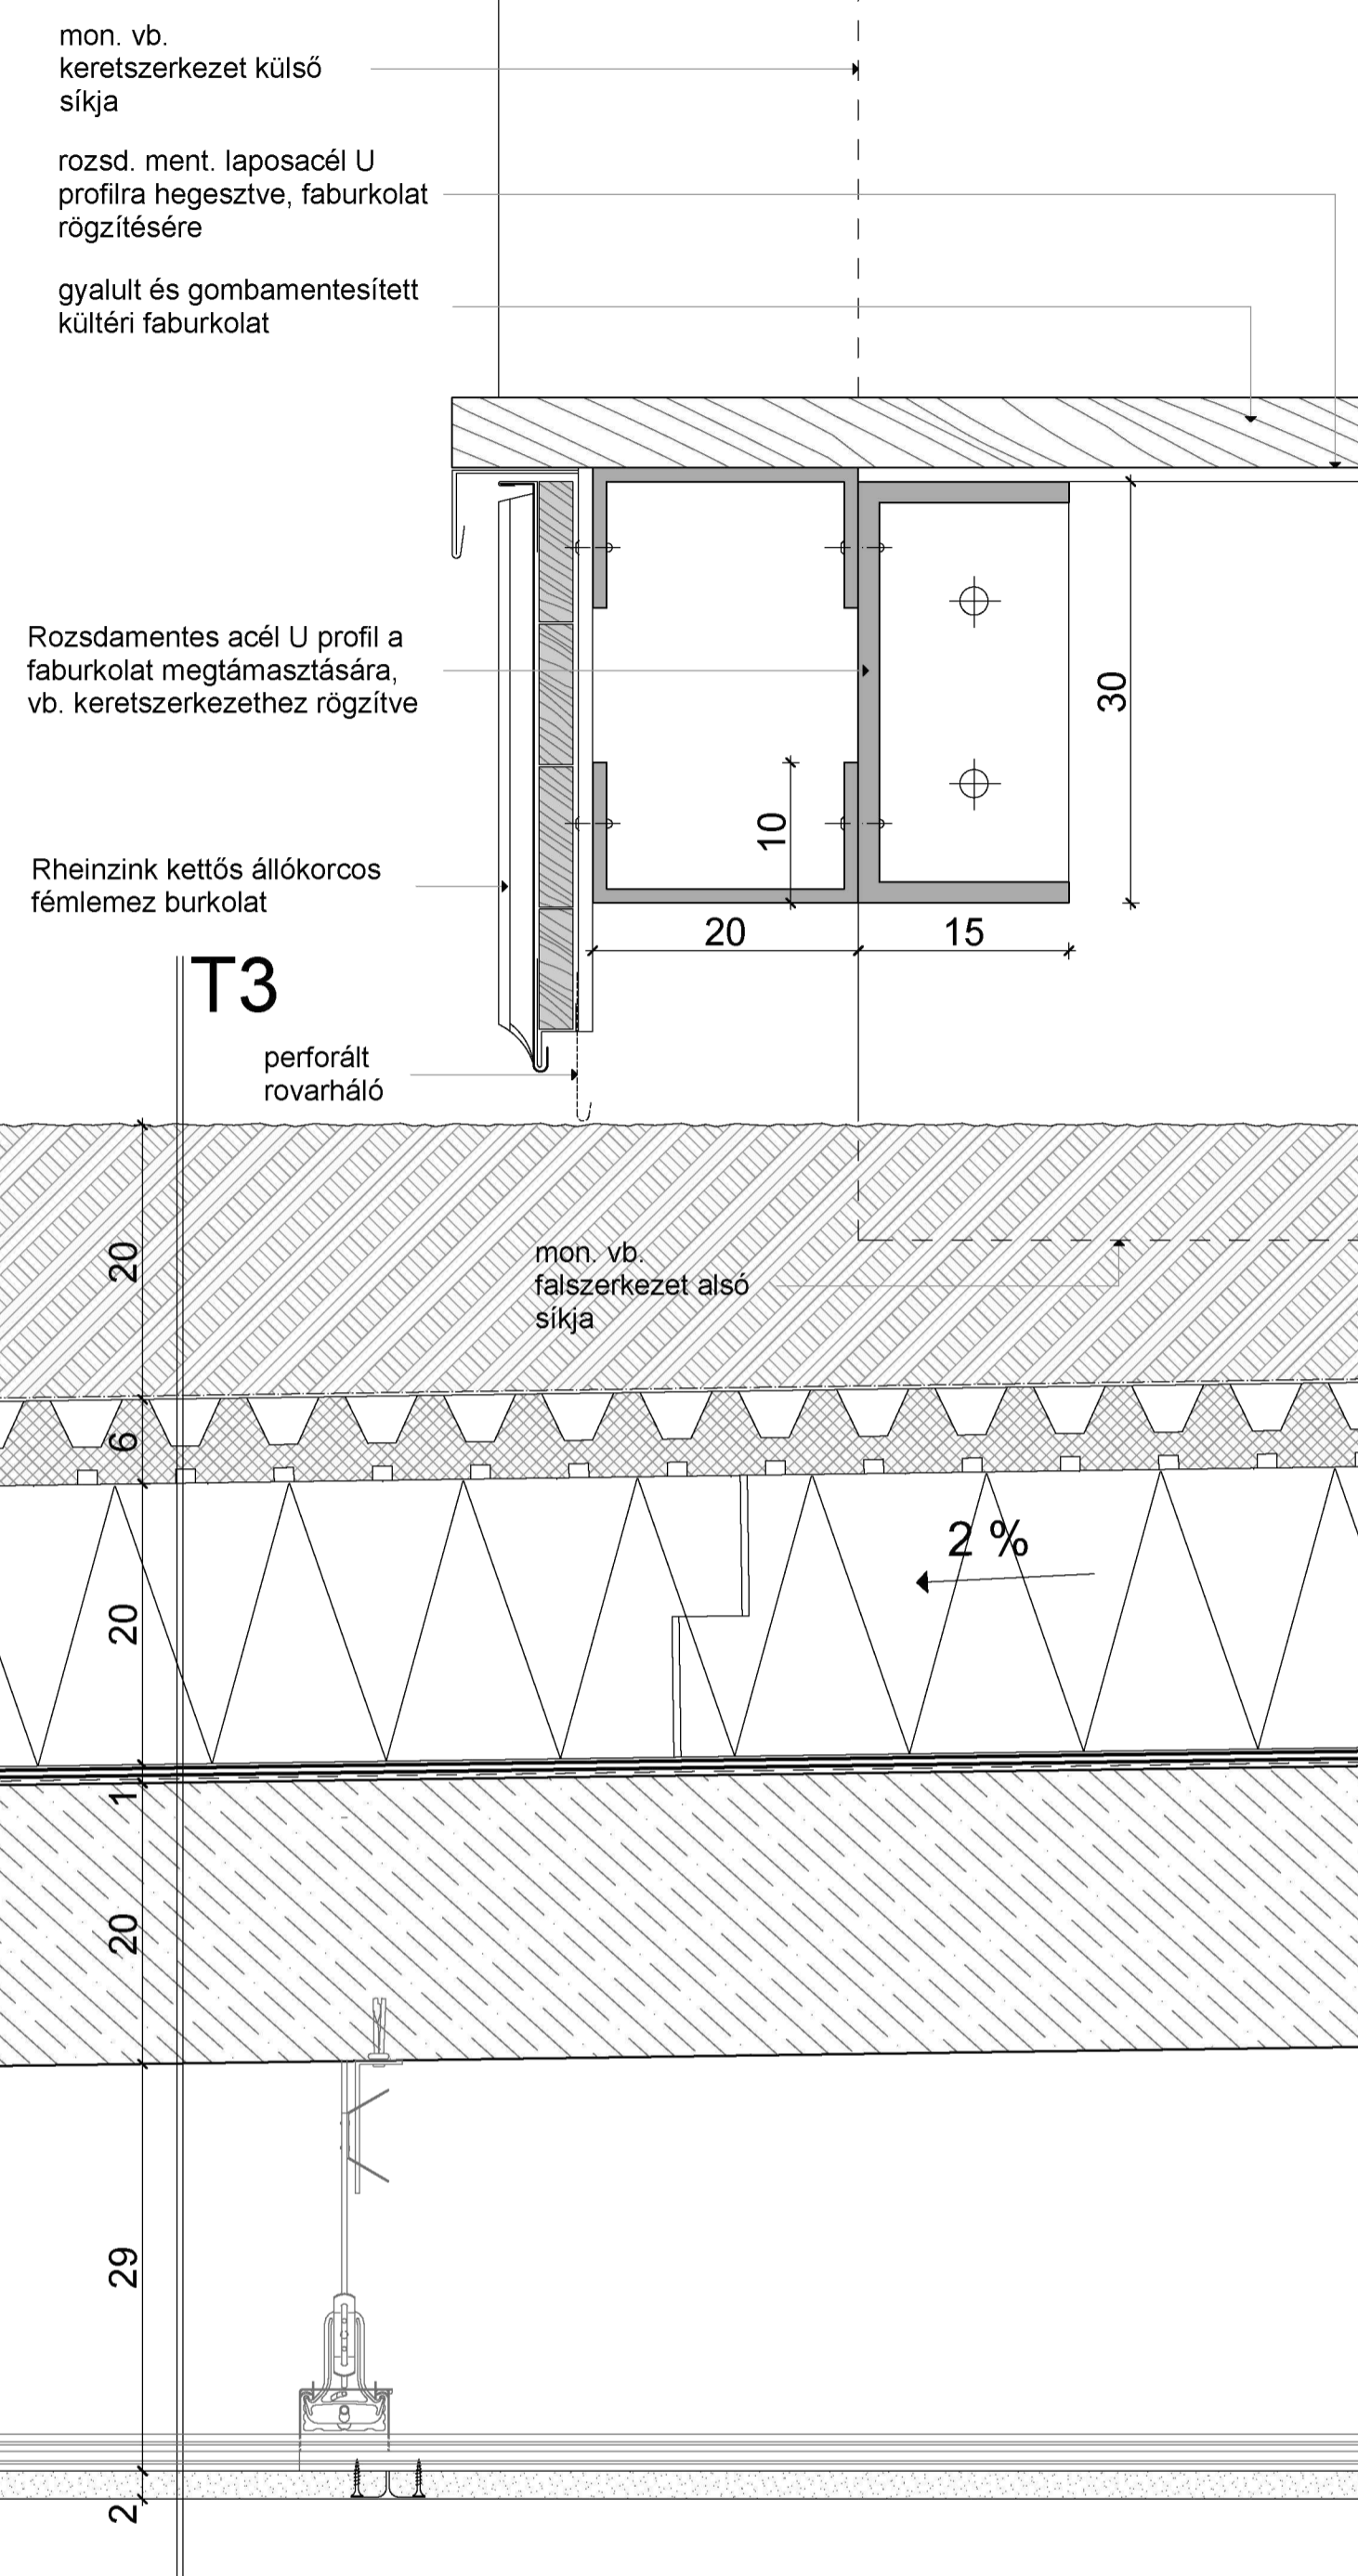 mon. vb.
keretszerkezet külső
síkja
rozsd. ment. laposacél U
profilra hegesztve, faburkolat
rögzítésére
gyalult és gombamentesített
kültéri faburkolat
Rozsdamentes acél U profil a
faburkolat megtámasztására,
vb. keretszerkezethez rögzítve
30
10
Rheinzink kettős állókorcos
fémlemez burkolat
20
15
T3
perforált
rovarháló
20
mon. vb.
falszerkezet alsó
síkja
6
2 %
20
1
20
29
2